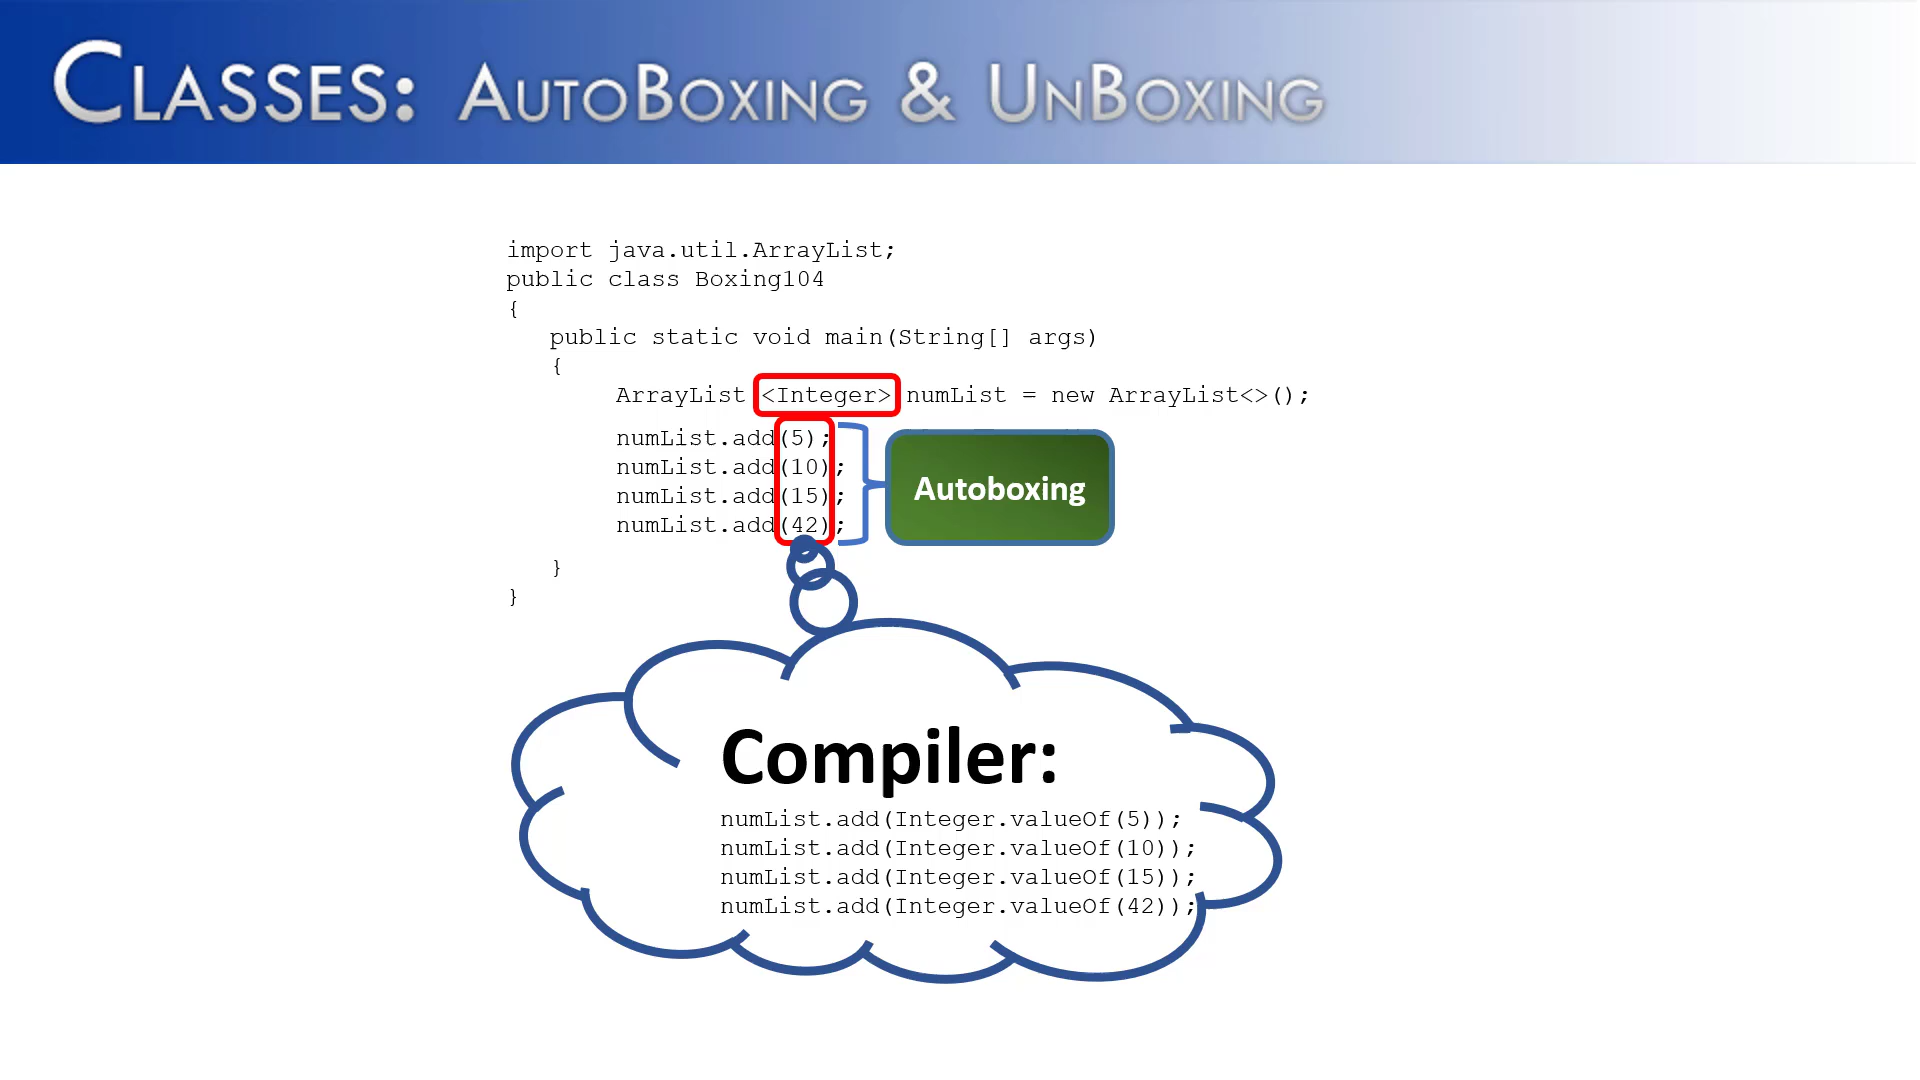 CLASSES: AUTOBOXING & UNBOXING
import java.util.ArrayList;
public class Boxing104
{
public static void main(String[] args)
{
ArrayList <Integer> numList = new ArrayList<>();
numList.add(5);
numList.add(10);
numList.add(15);
numList.add(42);
Autoboxing
}
}
Compiler:
numList.add(Integer.valueOf(5));
numList.add(Integer.valueOf(10));
numList.add(Integer.valueOf(15));
numList.add(Integer.valueOf(42));